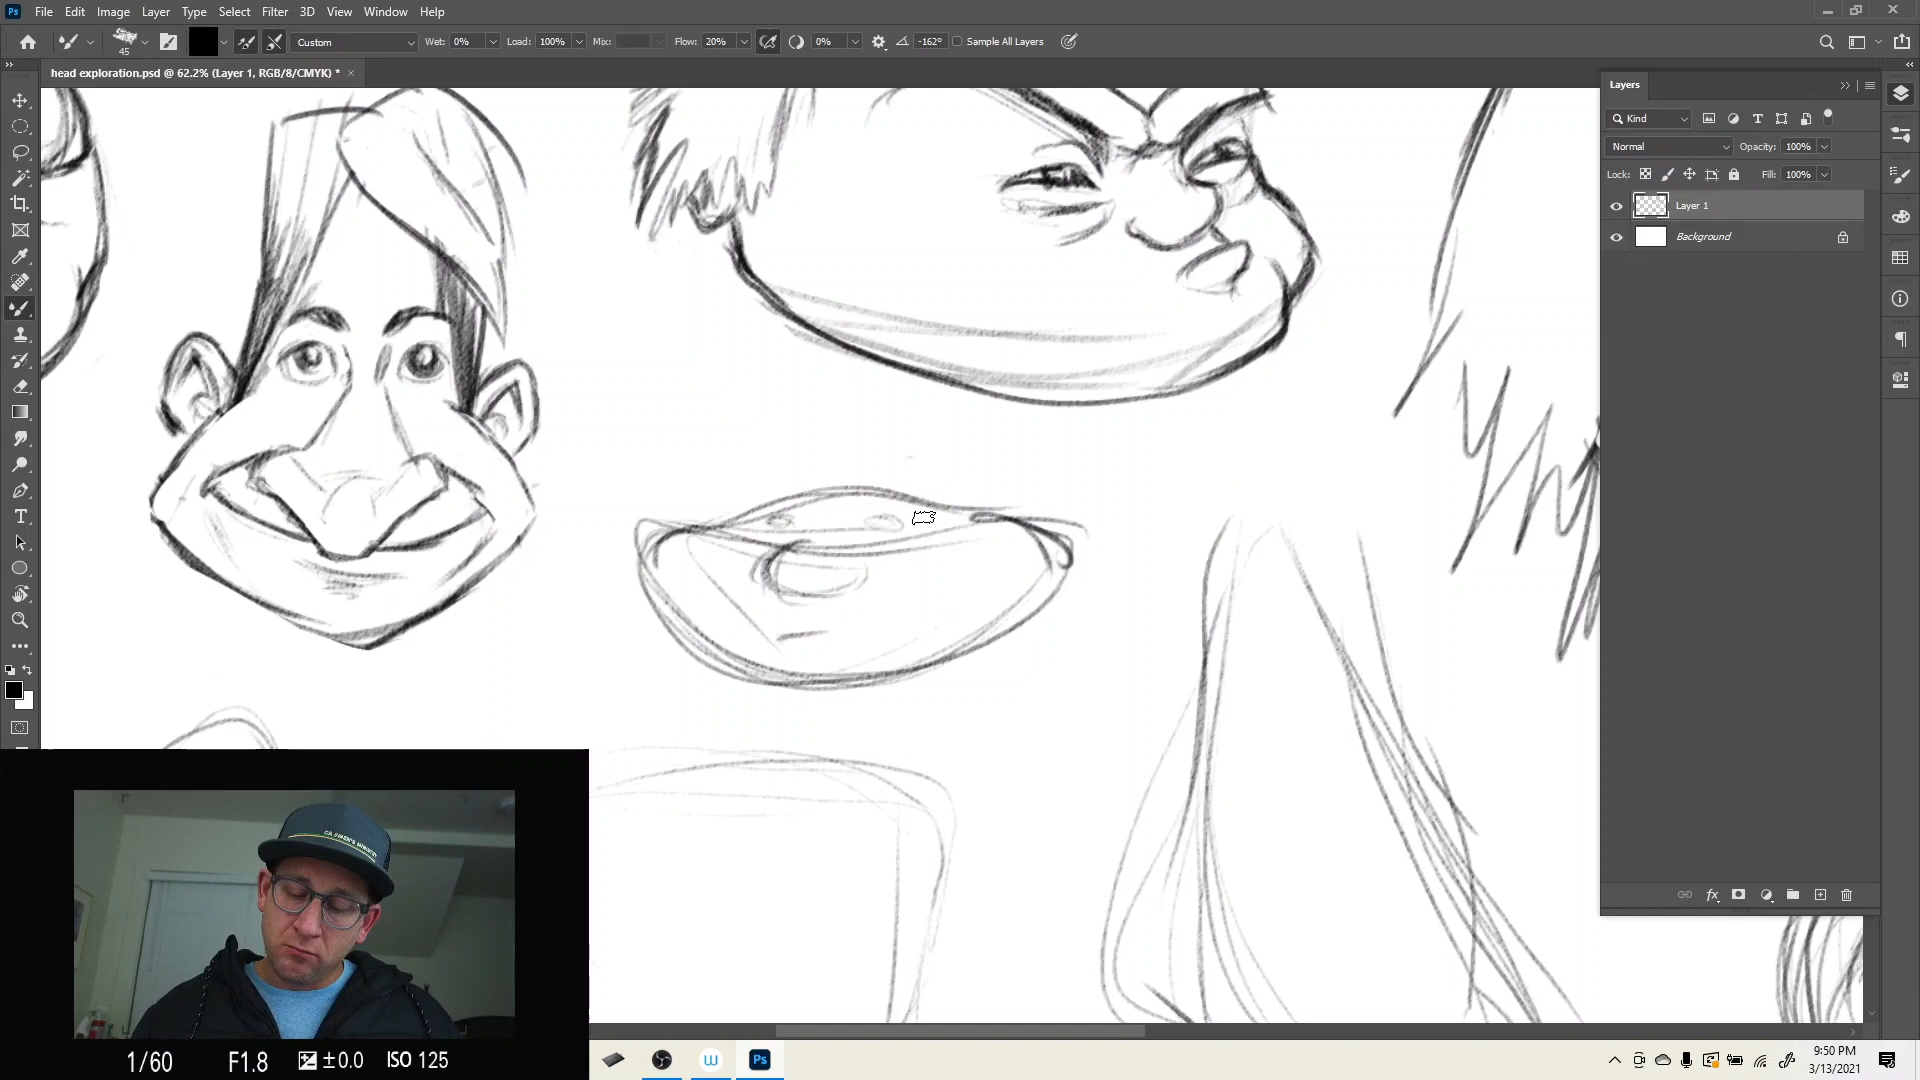 Ps File Edit Image Layer Type Select Filter 3D View Window Help
45 Custom Wet: 0% Load: 100% Mix: Flow: 20% 0% -162° Sample All Layers
head exploration.psd @ 62.2% (Layer 1, RGB/8/CMYK) * ×
Layers
Kind
Normal Opacity: 100%
Lock: Fill: 100%
Layer 1
Background
1/60 F1.8 ±0.0 ISO 125
W Ps
9:50 PM
3/13/2021